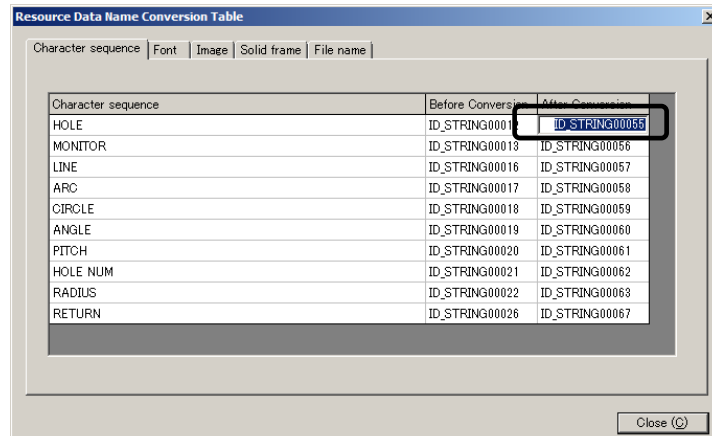 Resource Data Name Conversion Table
Character sequence Font Image Solid frame File name
Character sequence Before Conversion After Conversion
HOLE ID_STRING00012 ID_STRING00055
MONITOR ID_STRING00013 ID_STRING00056
LINE ID_STRING00016 ID_STRING00057
ARC ID_STRING00017 ID_STRING00058
CIRCLE ID_STRING00018 ID_STRING00059
ANGLE ID_STRING00019 ID_STRING00060
PITCH ID_STRING00020 ID_STRING00061
HOLE NUM ID_STRING00021 ID_STRING00062
RADIUS ID_STRING00022 ID_STRING00063
RETURN ID_STRING00026 ID_STRING00067
Close (C)